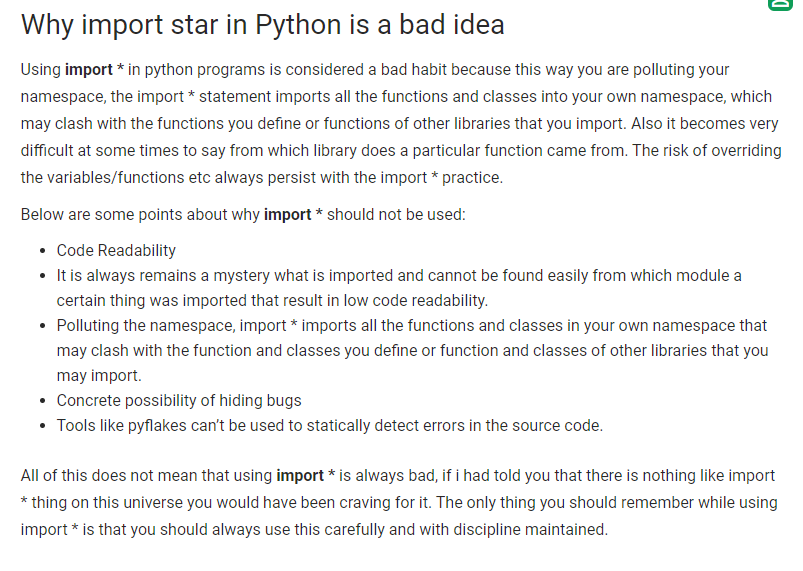 Why import star in Python is a bad idea
Using import * in python programs is considered a bad habit because this way you are polluting your
namespace, the import * statement imports all the functions and classes into your own namespace, which
may clash with the functions you define or functions of other libraries that you import. Also it becomes very
difficult at some times to say from which library does a particular function came from. The risk of overriding
the variables/functions etc always persist with the import * practice.
Below are some points about why import * should not be used:
• Code Readability
• It is always remains a mystery what is imported and cannot be found easily from which module a
certain thing was imported that result in low code readability.
• Polluting the namespace, import * imports all the functions and classes in your own namespace that
may clash with the function and classes you define or function and classes of other libraries that you
may import.
• Concrete possibility of hiding bugs
• Tools like pyflakes can’t be used to statically detect errors in the source code.
All of this does not mean that using import * is always bad, if i had told you that there is nothing like import
* thing on this universe you would have been craving for it. The only thing you should remember while using
import * is that you should always use this carefully and with discipline maintained.